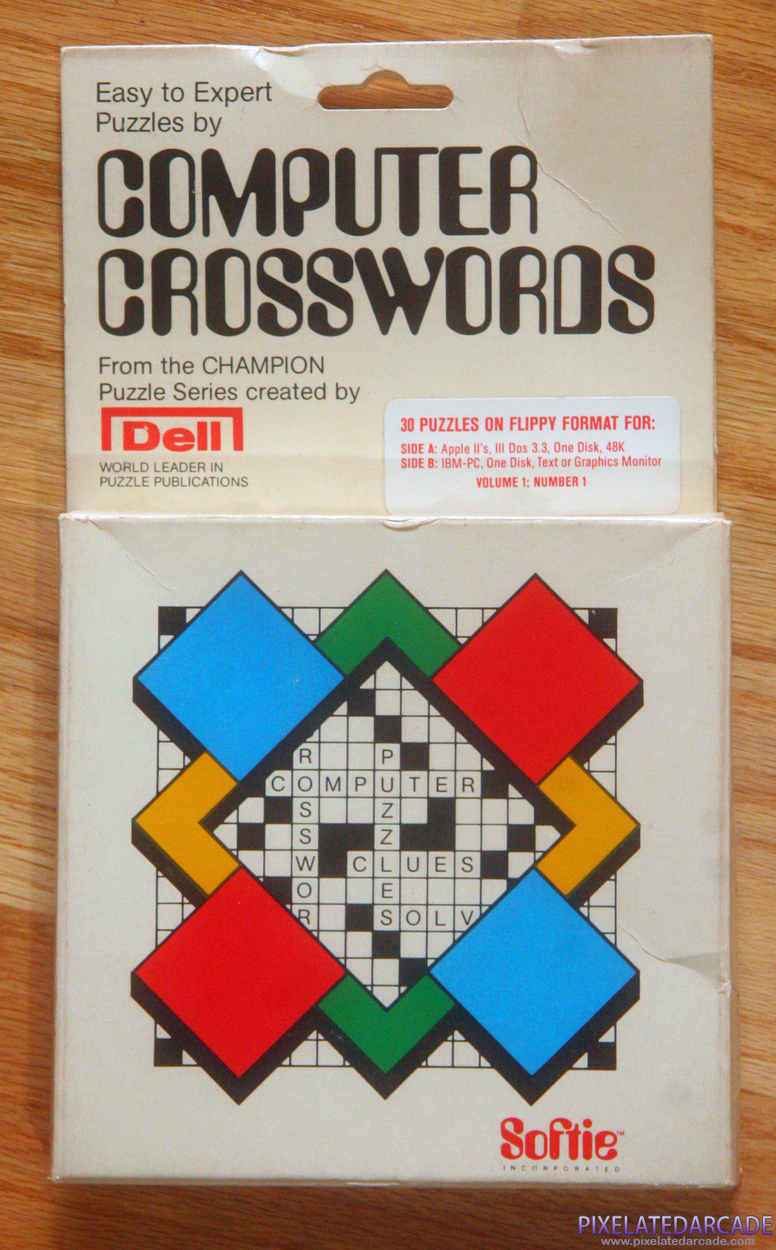 Easy to Expert
Puzzles by
COMPUTER
CROSSWORDS
From the CHAMPION
Puzzle Series created by
Dell
WORLD LEADER IN
PUZZLE PUBLICATIONS
30 PUZZLES ON FLIPPY FORMAT FOR:
SIDE A: Apple II's, III Dos 3.3, One Disk, 48K
SIDE B: IBM-PC, One Disk, Text or Graphics Monitor
VOLUME 1; NUMBER 1
ROSSWOR
PUZZLES
COMPUTER
CLUES
SOLV
Softie™
INCORPORATED
PIXELATEDARCADE
www.pixelatedarcade.com